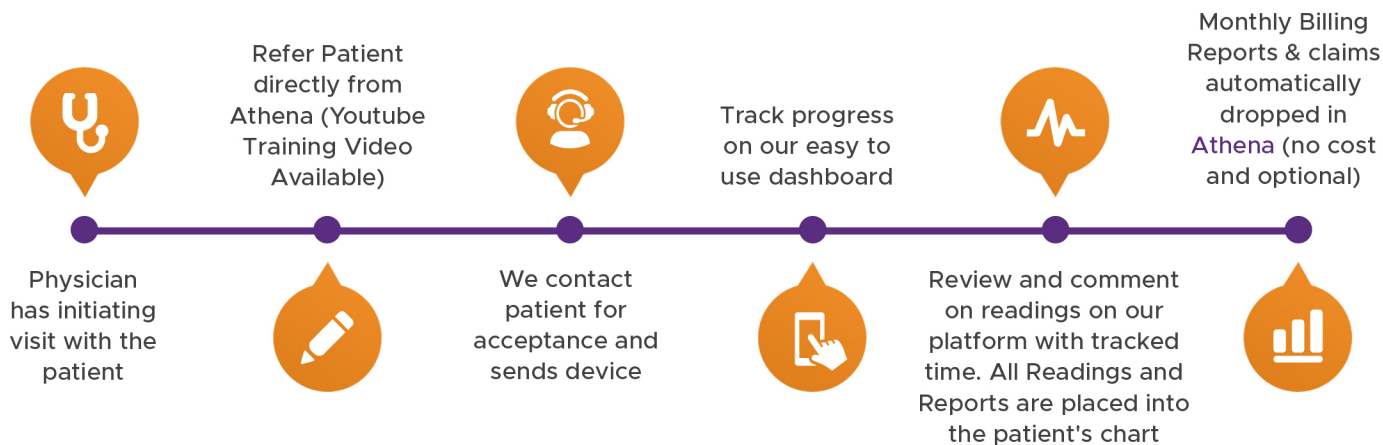 Physician
has initiating
visit with the
patient
Refer Patient
directly from
Athena (Youtube
Training Video
Available)
We contact
patient for
acceptance and
sends device
Track progress
on our easy to
use dashboard
Review and comment
on readings on our
platform with tracked
time. All Readings and
Reports are placed into
the patient's chart
Monthly Billing
Reports & claims
automatically
dropped in
Athena (no cost
and optional)